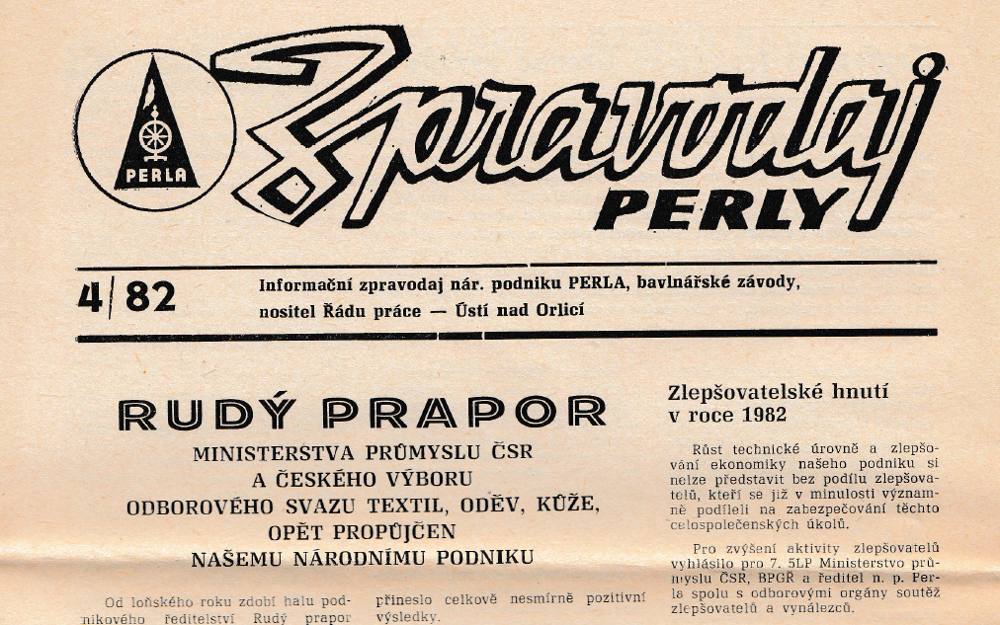 PERLA
Zpravodaj
PERLY
4/82
Informační zpravodaj nár. podniku PERLA, bavlnářské závody,
nositel Řádu práce — Ústí nad Orlicí
RUDÝ PRAPOR
MINISTERSTVA PRŮMYSLU ČSR
A ČESKÉHO VÝBORU
ODBOROVÉHO SVAZU TEXTIL, ODĚV, KŮŽE,
OPĚT PROPŮJČEN
NAŠEMU NÁRODNÍMU PODNIKU
Od loňského roku zdobí halu pod-
nikového ředitelství Rudý prapor
přineslo celkově nesmírně pozitivní
výsledky.
Zlepšovatelské hnutí
v roce 1982
Růst technické úrovně a zlepšo-
vání ekonomiky našeho podniku si
nelze představit bez podílu zlepšova-
telů, kteří se již v minulosti význam-
ně podíleli na zabezpečování těchto
celospolečenských úkolů.
Pro zvýšení aktivity zlepšovatelů
vyhlásilo pro 7. 5LP Ministerstvo prů-
myslu ČSR, BPGŘ a ředitel n. p. Per-
la spolu s odborovými orgány soutěž
zlepšovatelů a vynálezců.